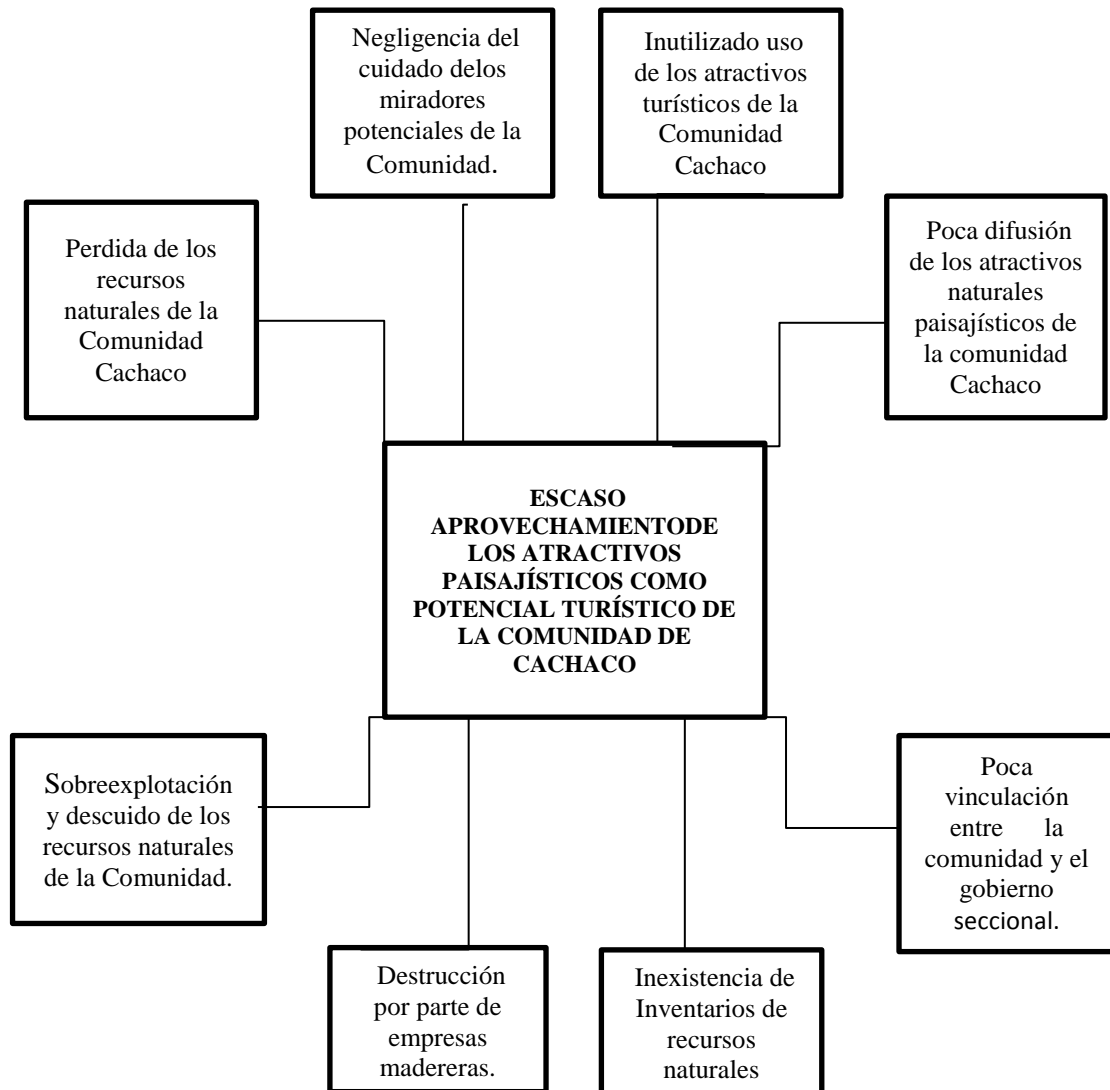 Negligencia del
cuidado delos
miradores
potenciales de la
Comunidad.
Inutilizado uso
de los atractivos
turísticos de la
Comunidad
Cachaco
Perdida de los
recursos
naturales de la
Comunidad
Cachaco
Poca difusión
de los atractivos
naturales
paisajísticos de
la comunidad
Cachaco
ESCASO
APROVECHAMIENTODE
LOS ATRACTIVOS
PAISAJÍSTICOS COMO
POTENCIAL TURÍSTICO DE
LA COMUNIDAD DE
CACHACO
Sobreexplotación
y descuido de los
recursos naturales
de la Comunidad.
Poca
vinculación
entre la
comunidad y el
gobierno
seccional.
Destrucción
por parte de
empresas
madereras.
Inexistencia de
Inventarios de
recursos
naturales